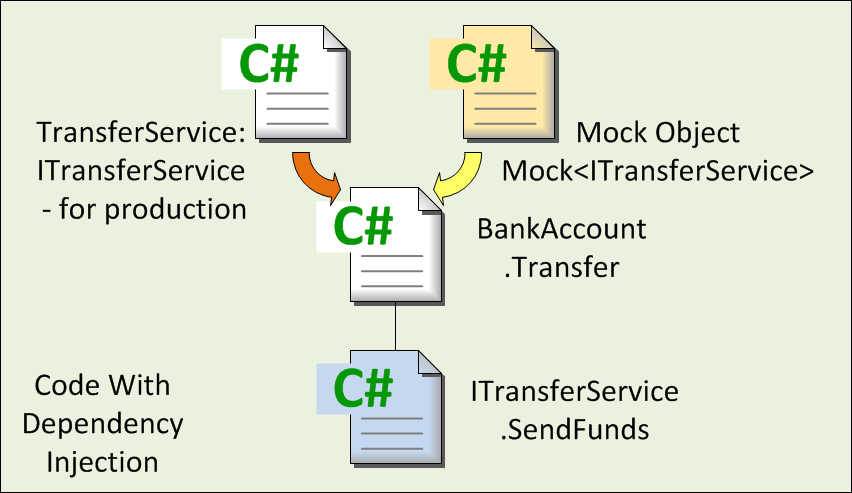 C#
C#
TransferService:
ITransferService
- for production
Mock Object
Mock<ITransferService>
C#
BankAccount
.Transfer
C#
Code With
Dependency
Injection
ITransferService
.SendFunds